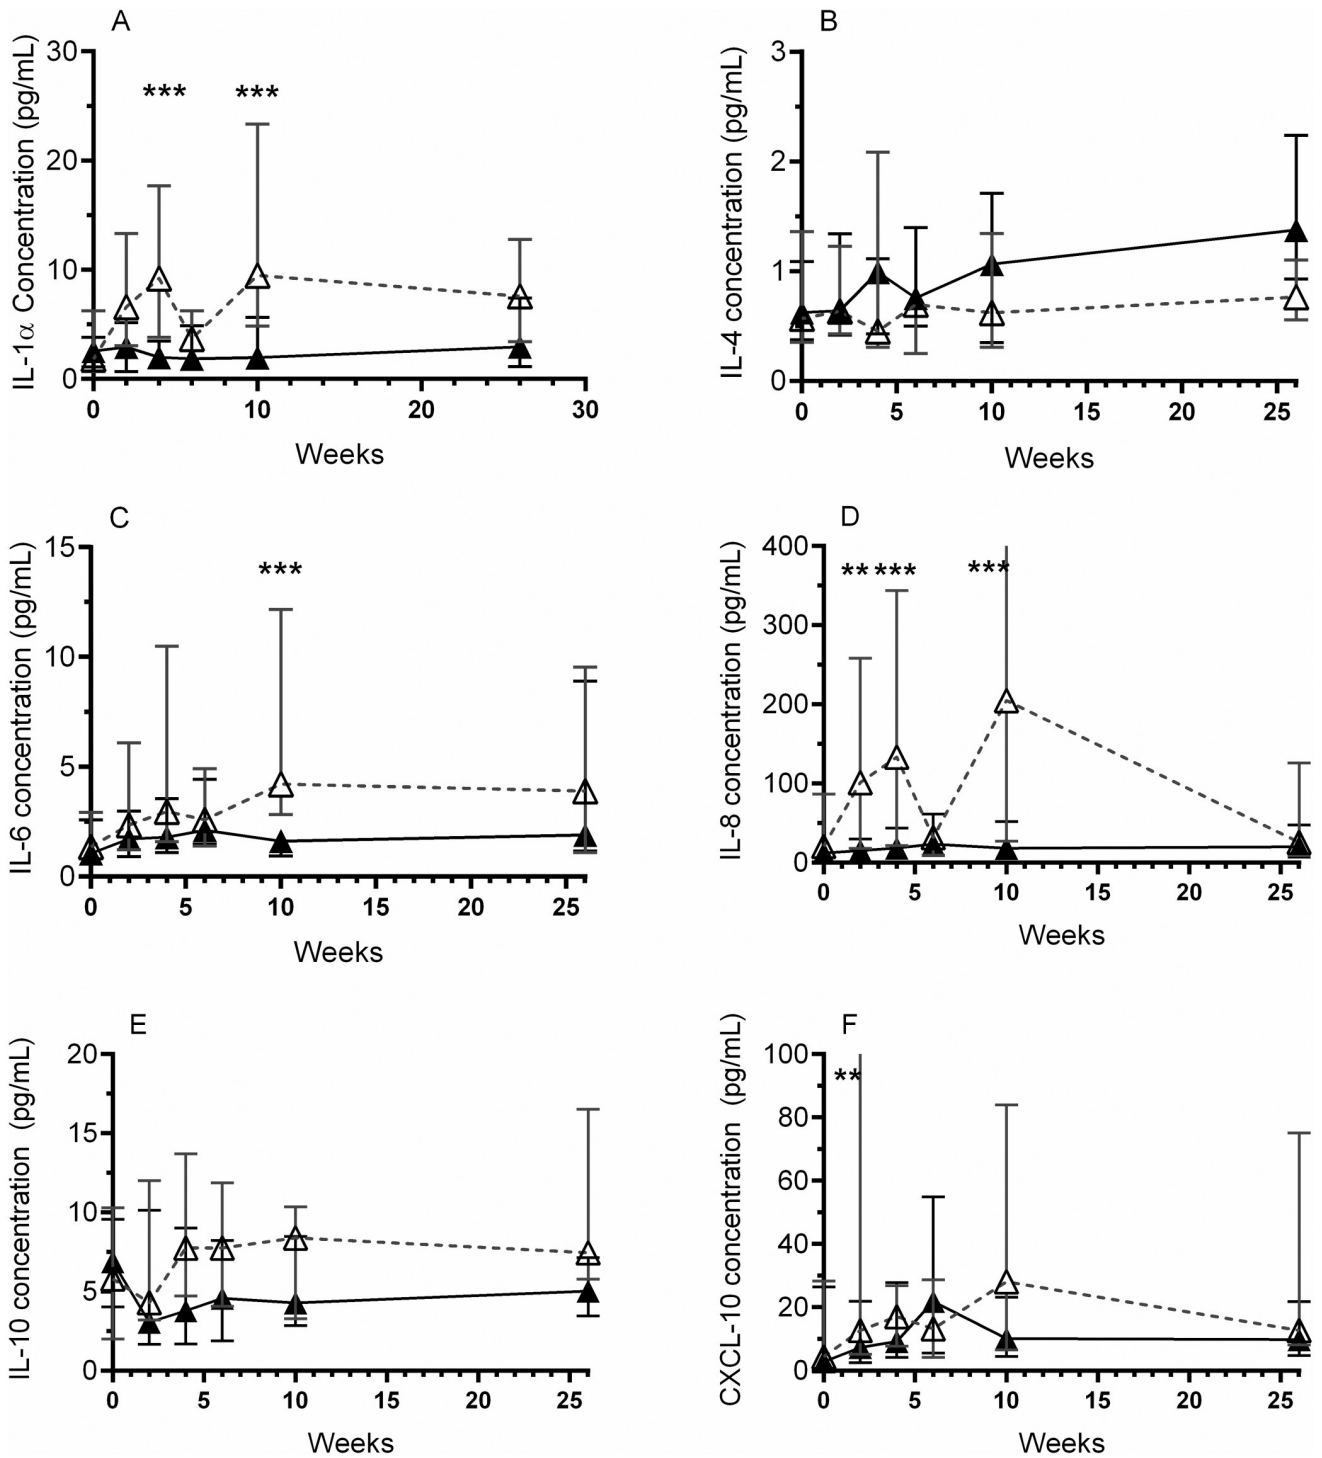 A
IL-1α Concentration (pg/mL)
30
20
10
0
*** ***
0 10 20 30
Weeks
B
IL-4 concentration (pg/mL)
3
2
1
0
0 5 10 15 20 25
Weeks
C
IL-6 concentration (pg/mL)
15
10
5
0
***
0 5 10 15 20 25
Weeks
D
IL-8 concentration (pg/mL)
400
300
200
100
0
** *** ***
0 5 10 15 20 25
Weeks
E
IL-10 concentration (pg/mL)
20
15
10
5
0
0 5 10 15 20 25
Weeks
F
CXCL-10 concentration (pg/mL)
100
80
60
40
20
0
**
0 5 10 15 20 25
Weeks